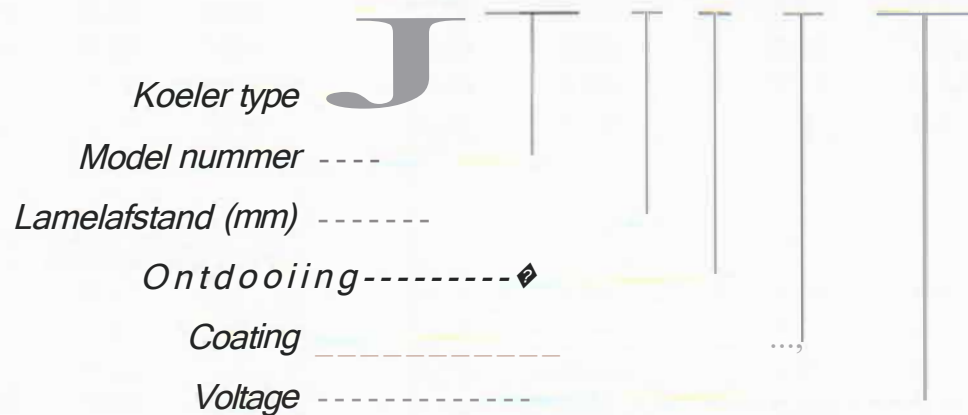 Koeler type
Model nummer
Lamelafstand (mm)
Ontdooiing
Coating
Voltage